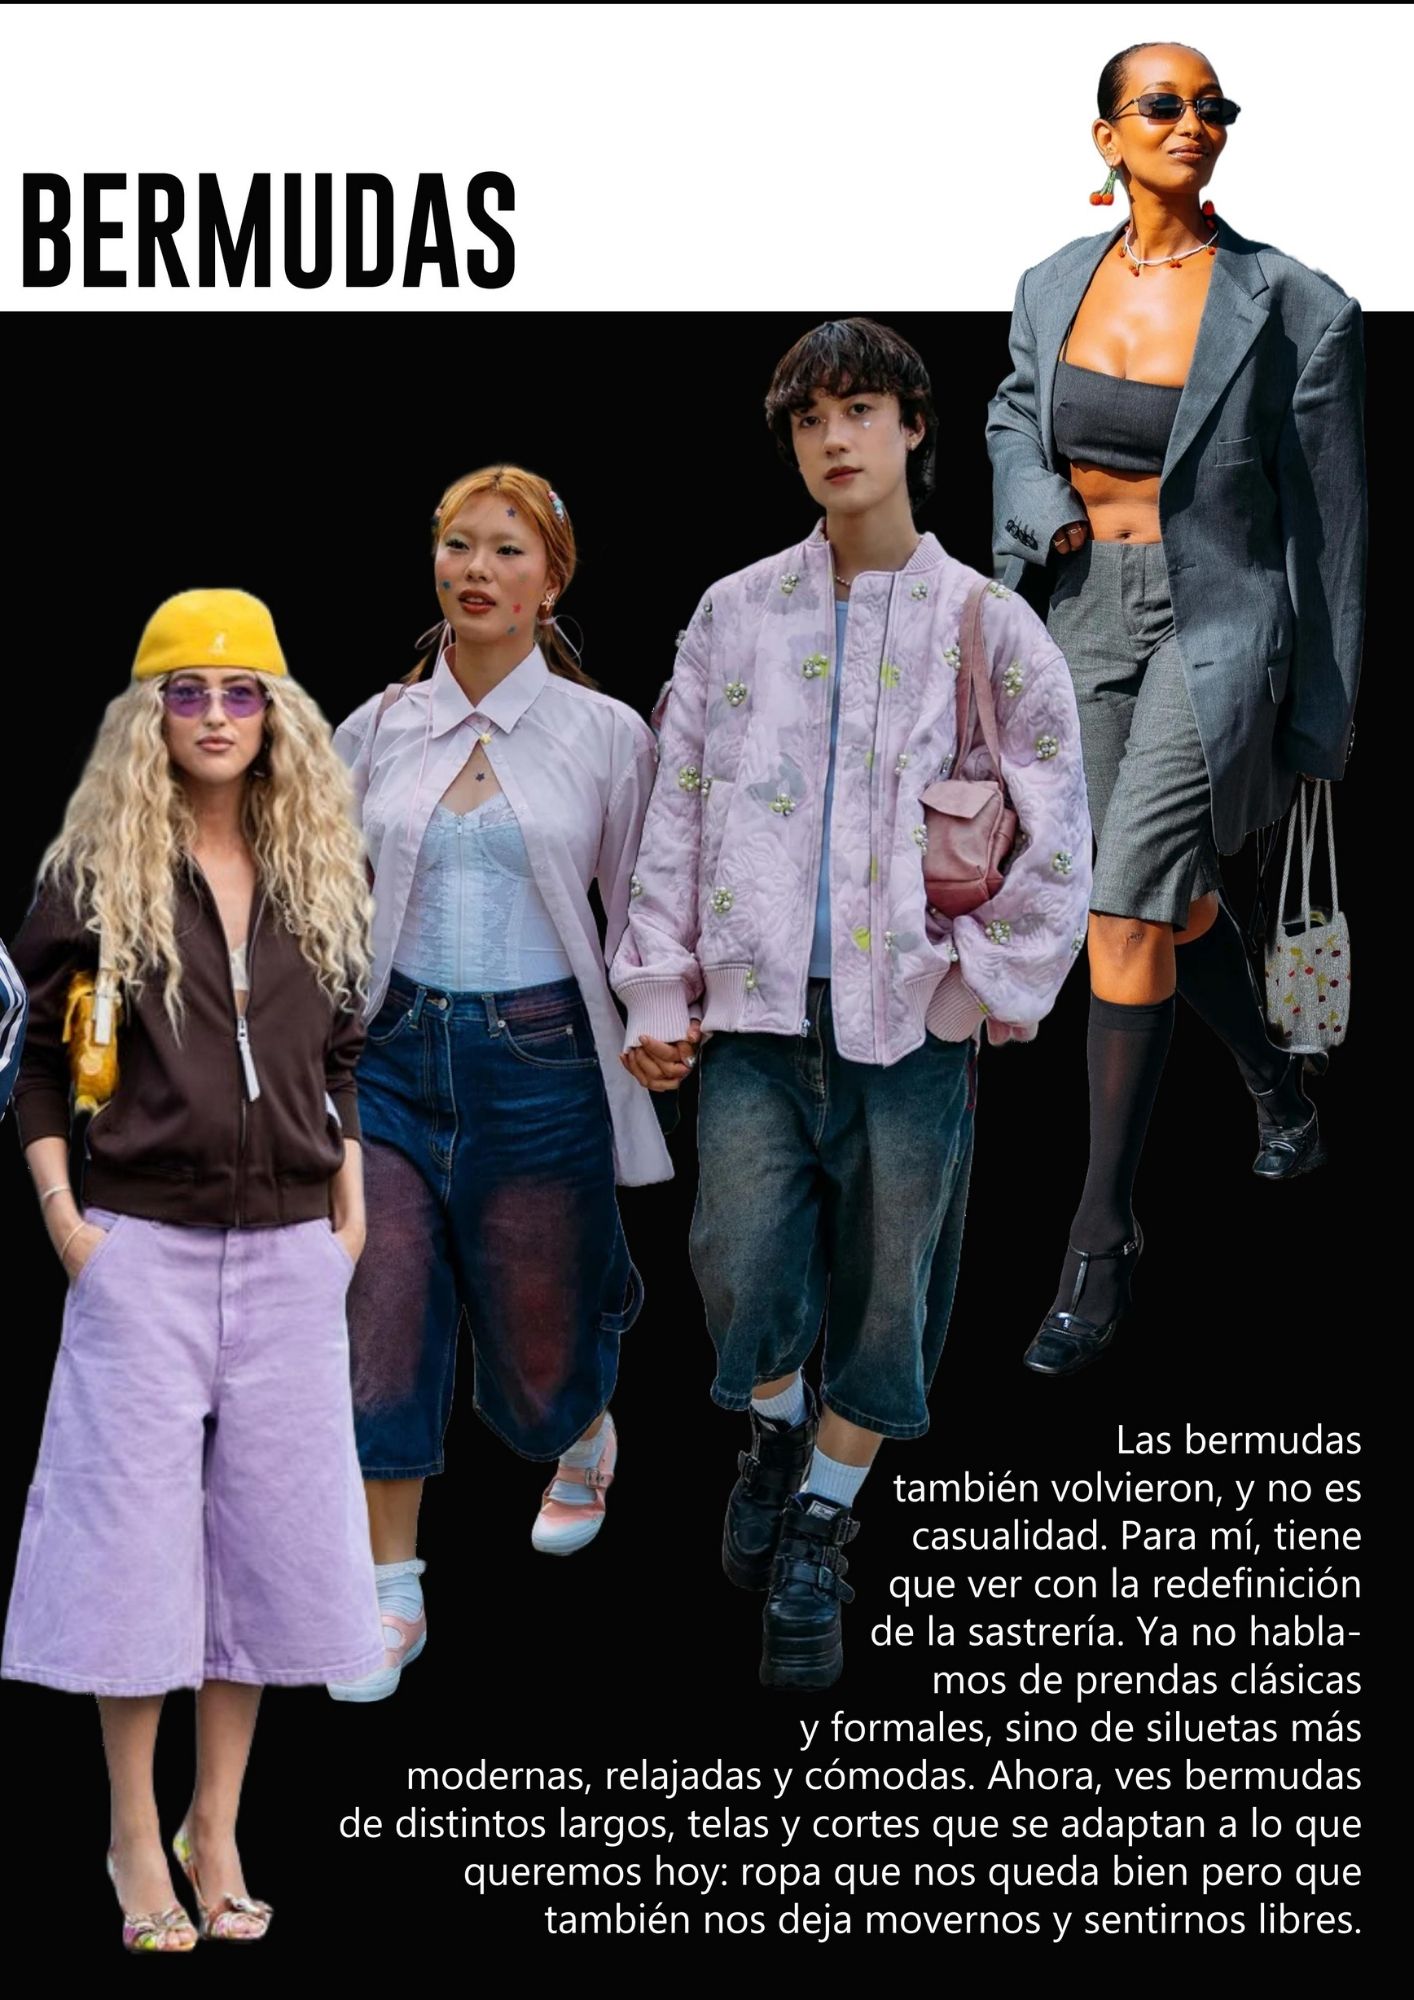 BERMUDAS
Las bermudas
también volvieron, y no es
casualidad. Para mí, tiene
que ver con la redefinición
de la sastrería. Ya no habla-
mos de prendas clásicas
y formales, sino de siluetas más
modernas, relajadas y cómodas. Ahora, ves bermudas
de distintos largos, telas y cortes que se adaptan a lo que
queremos hoy: ropa que nos queda bien pero que
también nos deja movernos y sentirnos libres.